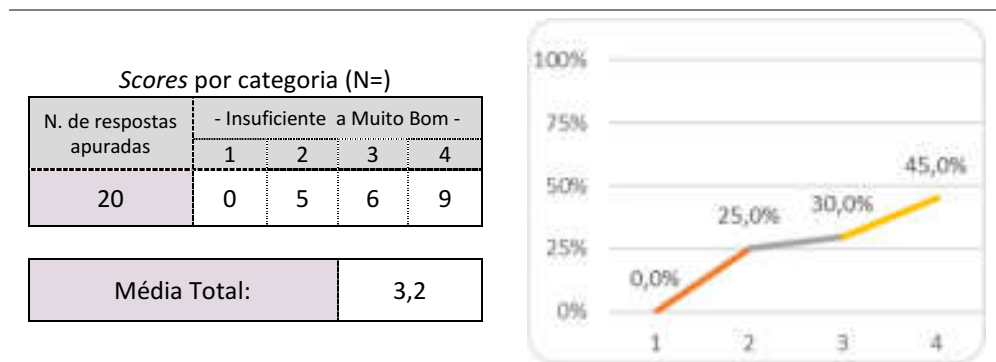 Scores por categoria (N=)
N. de respostas apuradas
- Insuficiente a Muito Bom -
1 2 3 4
20 0 5 6 9
Média Total: 3,2
100%
75%
50%
25%
0%
0,0%
25,0%
30,0%
45,0%
1 2 3 4